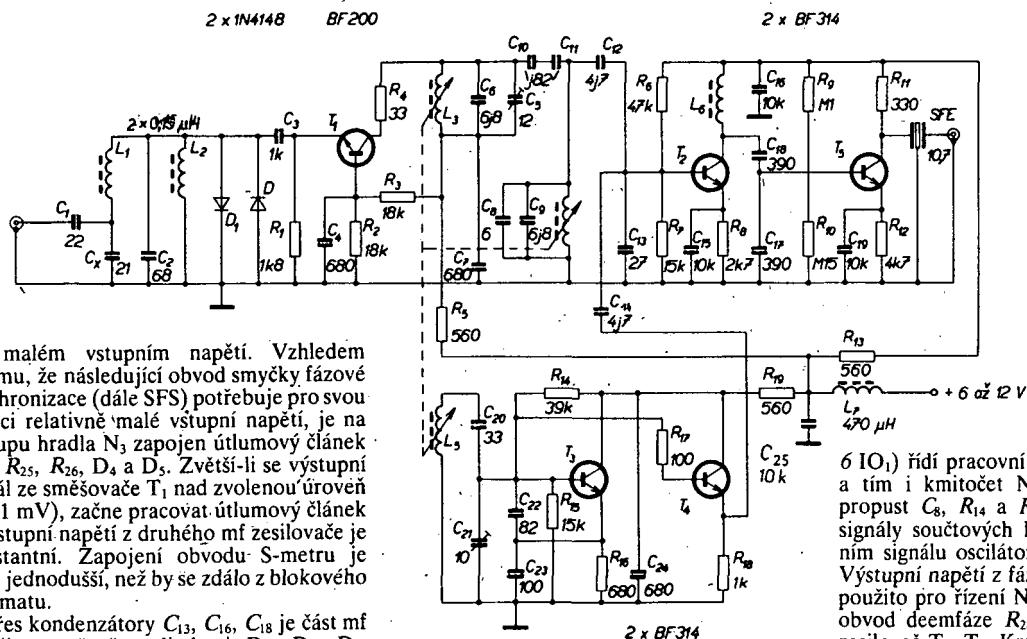 2 x 1N4148
BF200
2 x BF314
C10
C11
C12
j82
4j7
R4
33
L3
C6
6j8
C5
12
R6
47k
L6
C16
10k
R9
M1
R11
330
SFE
10,7
2 x 0,15 µH
L1
L2
C3
1k
T1
R3
18k
T2
C18
390
T5
C1
22
Cx
21
C2
68
D1
D
R1
1k8
C4
680
R2
18k
C8
6
C9
6j8
C7
680
C13
27
R7
15k
C15
10k
R8
2k7
C17
390
R10
M15
C19
10k
R12
4k7
R5
560
C14
4j7
R13
560
R14
39k
R19
560
L7
470 µH
+ 6 až 12 V
L5
C20
33
T3
R17
100
T4
C25
10k
C21
10
C22
82
R15
15k
C23
100
R16
680
C24
680
R18
1k
2 x BF314
malém vstupním napětí. Vzhledem
mu, že následující obvod smyčky fázové
chronizace (dále SFS) potřebuje pro svou
ci relativně malé vstupní napětí, je na
upu hradla N3 zapojen útlumový článek
R25, R26, D4 a D5. Zvětší-li se výstupní
ál ze směšovače T1 nad zvolenou úroveň
1 mV), začne pracovat útlumový článek
stupní napětí z druhého mf zesilovače je
stantní. Zapojení obvodu S-metru je
jednodušší, než by se zdálo z blokového
matu.
řes kondenzátory C13, C16, C18 je část mf
6 IO1) řídí pracovní
a tím i kmitočet N
propust C8, R14 a
signály součtových
ním signálu oscilátor
Výstupní napětí z fáz
použito pro řízení N
obvod deemfáze